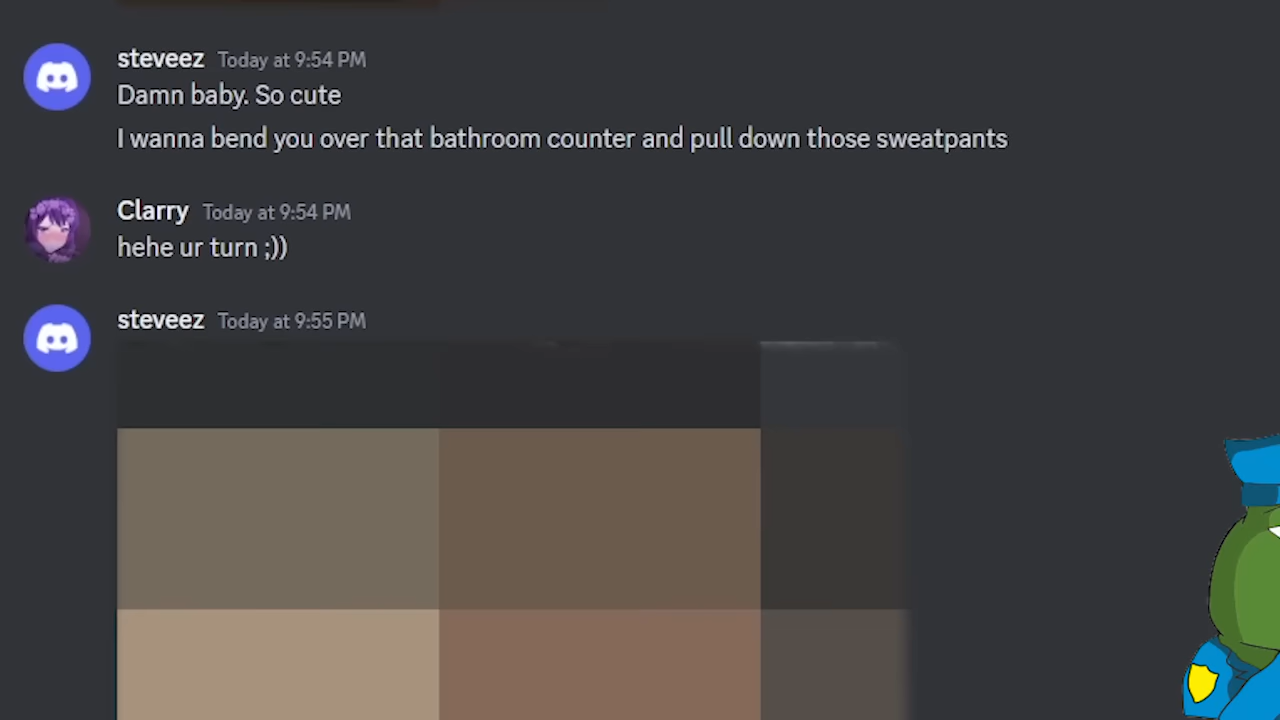 steveez Today at 9:54 PM
Damn baby. So cute
I wanna bend you over that bathroom counter and pull down those sweatpants
Clarry Today at 9:54 PM
hehe ur turn ;))
steveez Today at 9:55 PM